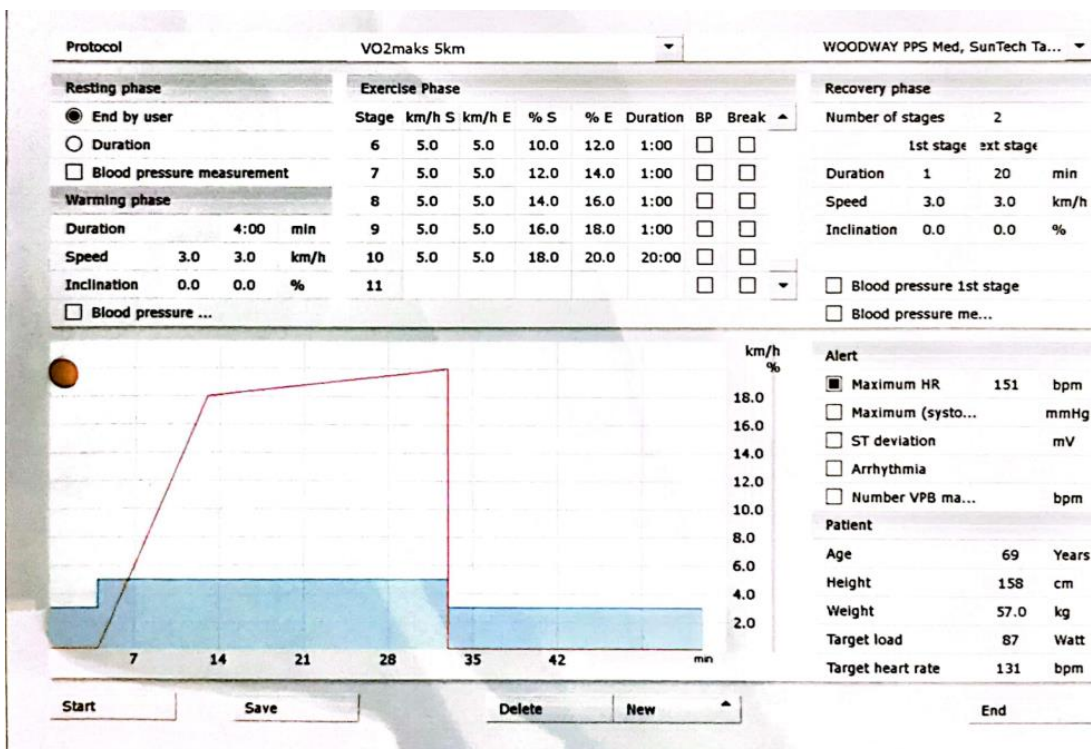 Protocol VO2maks 5km WOODWAY PPS Med, SunTech Ta...
Resting phase
End by user
Duration
Blood pressure measurement
Warming phase
Duration 4:00 min
Speed 3.0 3.0 km/h
Inclination 0.0 0.0 %
Blood pressure ...
Exercise Phase
Stage km/h S km/h E % S % E Duration BP Break
6 5.0 5.0 10.0 12.0 1:00
7 5.0 5.0 12.0 14.0 1:00
8 5.0 5.0 14.0 16.0 1:00
9 5.0 5.0 16.0 18.0 1:00
10 5.0 5.0 18.0 20.0 20:00
11
Recovery phase
Number of stages 2
1st stage ext stage
Duration 1 20 min
Speed 3.0 3.0 km/h
Inclination 0.0 0.0 %
Blood pressure 1st stage
Blood pressure me...
km/h
%
18.0
16.0
14.0
12.0
10.0
8.0
6.0
4.0
2.0
7 14 21 28 35 42 min
Alert
Maximum HR 151 bpm
Maximum (systo... mmHg
ST deviation mV
Arrhythmia
Number VPB ma... bpm
Patient
Age 69 Years
Height 158 cm
Weight 57.0 kg
Target load 87 Watt
Target heart rate 131 bpm
Start Save Delete New End